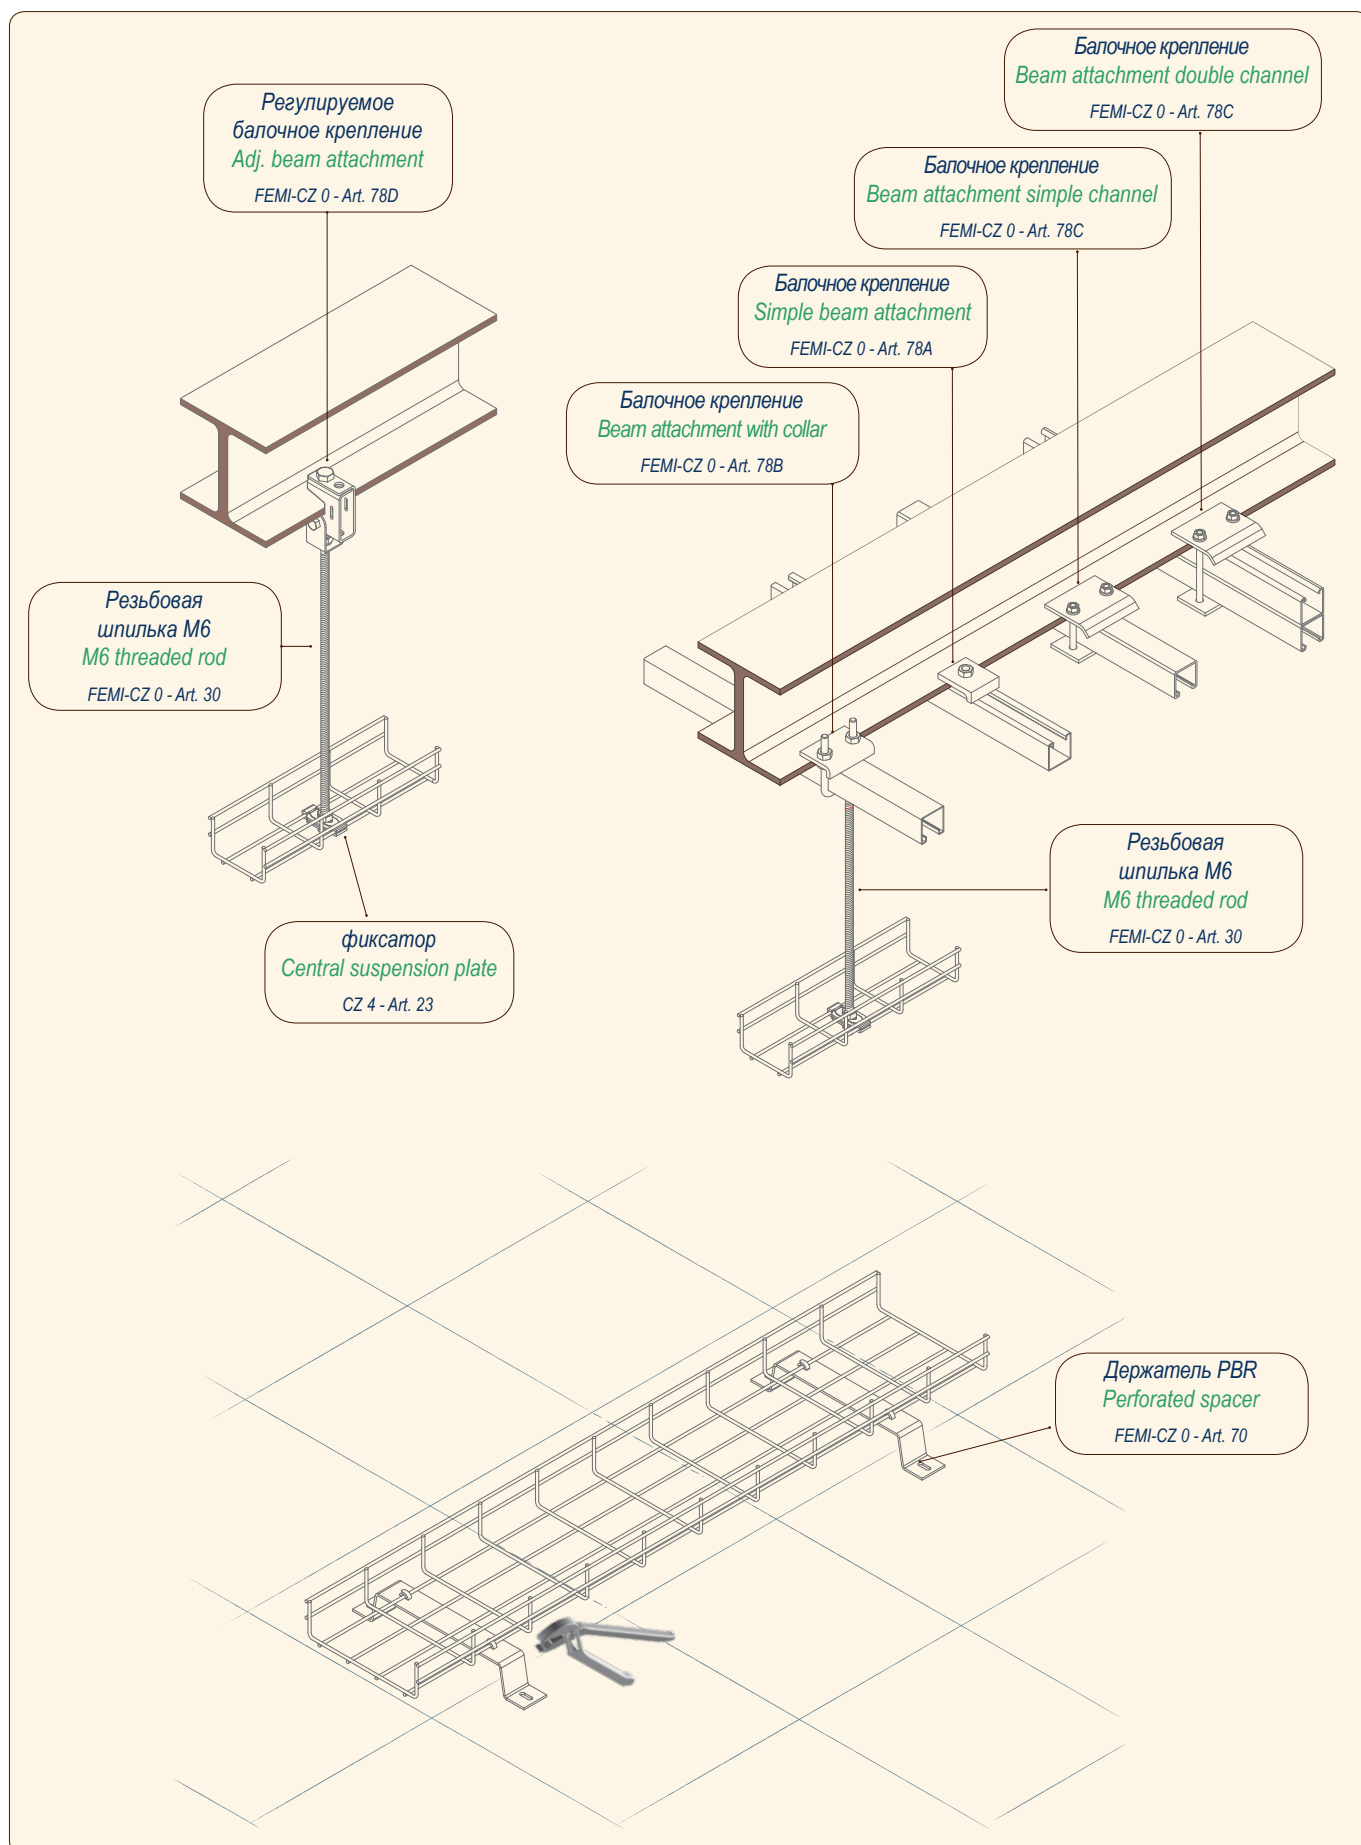 Балочное крепление
Beam attachment double channel
FEMI-CZ 0 - Art. 78C
Регулируемое
балочное крепление
Adj. beam attachment
FEMI-CZ 0 - Art. 78D
Балочное крепление
Beam attachment simple channel
FEMI-CZ 0 - Art. 78C
Балочное крепление
Simple beam attachment
FEMI-CZ 0 - Art. 78A
Балочное крепление
Beam attachment with collar
FEMI-CZ 0 - Art. 78B
Резьбовая
шпилька M6
M6 threaded rod
FEMI-CZ 0 - Art. 30
Резьбовая
шпилька M6
M6 threaded rod
FEMI-CZ 0 - Art. 30
фиксатор
Central suspension plate
CZ 4 - Art. 23
Держатель PBR
Perforated spacer
FEMI-CZ 0 - Art. 70